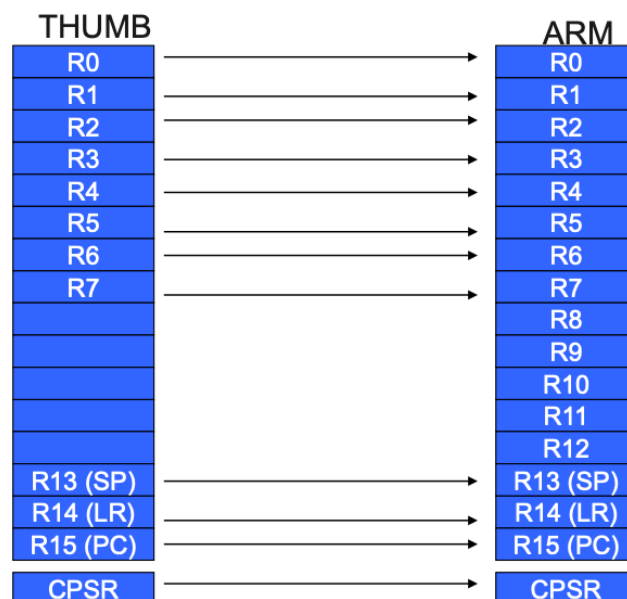 THUMB
R0
R1
R2
R3
R4
R5
R6
R7
R13 (SP)
R14 (LR)
R15 (PC)
CPSR
ARM
R0
R1
R2
R3
R4
R5
R6
R7
R8
R9
R10
R11
R12
R13 (SP)
R14 (LR)
R15 (PC)
CPSR